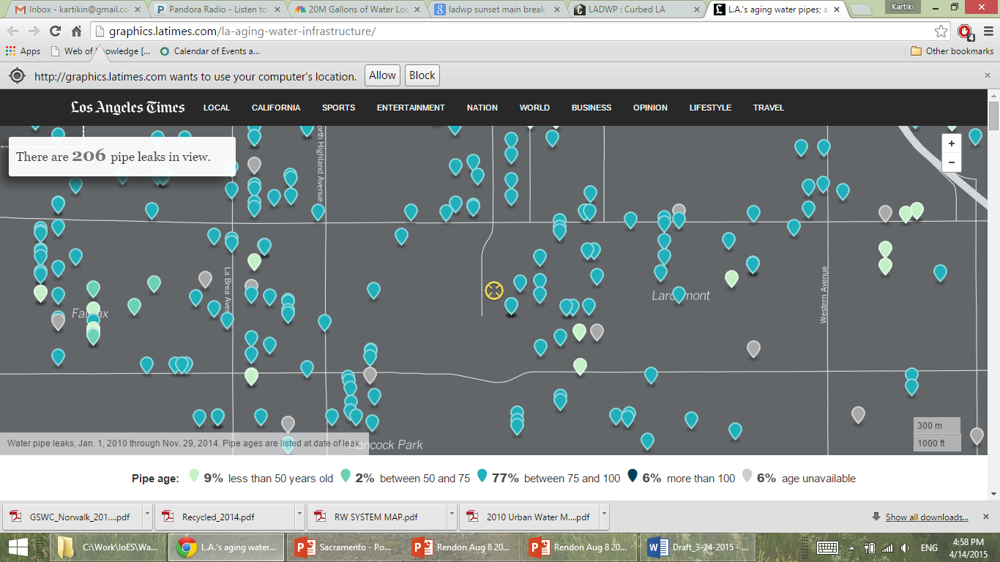 Inbox - kartikin@gmail.co
Pandora Radio - Listen to
20M Gallons of Water Los
ladwp sunset main break
LADWP : Curbed LA
L.A.'s aging water pipes; a
Kartiki
graphics.latimes.com/la-aging-water-infrastructure/
4
Apps
Web of Knowledge [...
Calendar of Events a...
Other bookmarks
http://graphics.latimes.com wants to use your computer's location.
Allow
Block
Los Angeles Times
LOCAL
CALIFORNIA
SPORTS
ENTERTAINMENT
NATION
WORLD
BUSINESS
OPINION
LIFESTYLE
TRAVEL
There are 206 pipe leaks in view.
+
−
orth Highland Avenue
La Brea Aven
Western Avenue
Fairfax
Larchmont
Hancock Park
300 m
1000 ft
Water pipe leaks, Jan. 1, 2010 through Nov. 29, 2014. Pipe ages are listed at date of leak.
Pipe age: 9% less than 50 years old 2% between 50 and 75 77% between 75 and 100 6% more than 100 6% age unavailable
GSWC_Norwalk_201....pdf
Recycled_2014.pdf
RW SYSTEM MAP.pdf
2010 Urban Water M....pdf
Show all downloads...
C:\Work\IoES\Wa...
L.A.'s aging water...
Sacramento - Po...
Rendon Aug 8 20...
Rendon Aug 8 20...
Draft_3-24-2015 - ...
ENG
4:58 PM
4/14/2015